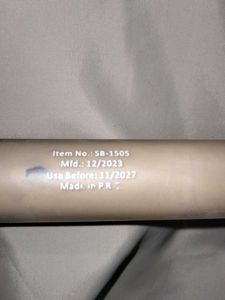 Item No.: SB-1505
Mfd.: 12/2023
Use Before: 11/2027
Made in P.R